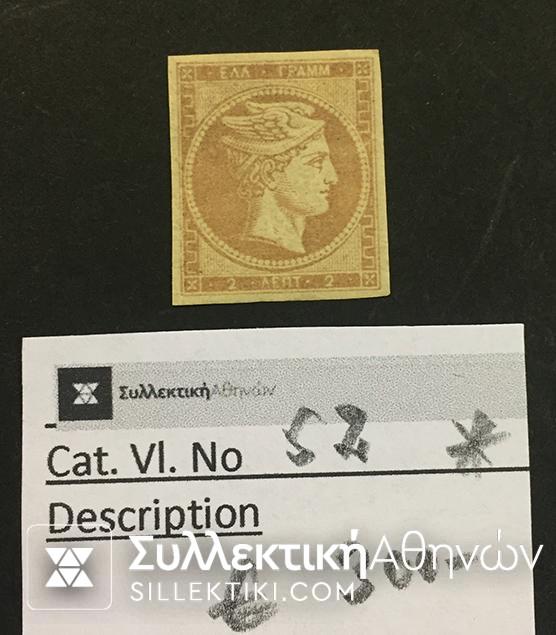 ΕΛΛ · ΓΡΑΜΜ
2 · ΛΕΠΤ · 2
ΣυλλεκτικήΑθηνών
Cat. Vl. No 52 *
Description
ΣυλλεκτικήΑθηνών
SILLEKTIKI.COM